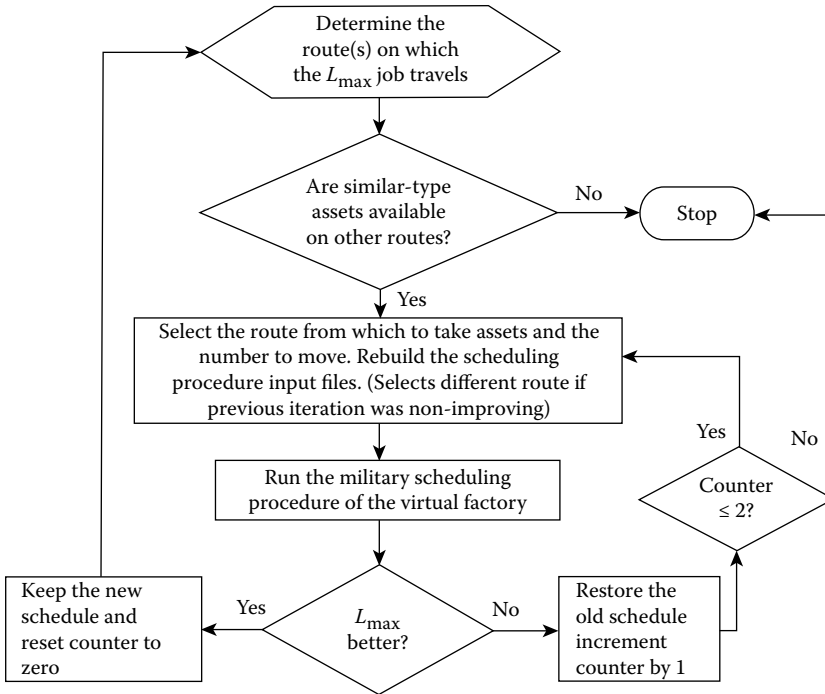 Determine the
route(s) on which
the Lmax job travels
Are similar-type
assets available
on other routes?
No
Stop
Yes
Select the route from which to take assets and the
number to move. Rebuild the scheduling
procedure input files. (Selects different route if
previous iteration was non-improving)
Yes
No
Counter
≤ 2?
Run the military scheduling
procedure of the virtual factory
Keep the new
schedule and
reset counter to
zero
Yes
Lmax
better?
No
Restore the
old schedule
increment
counter by 1